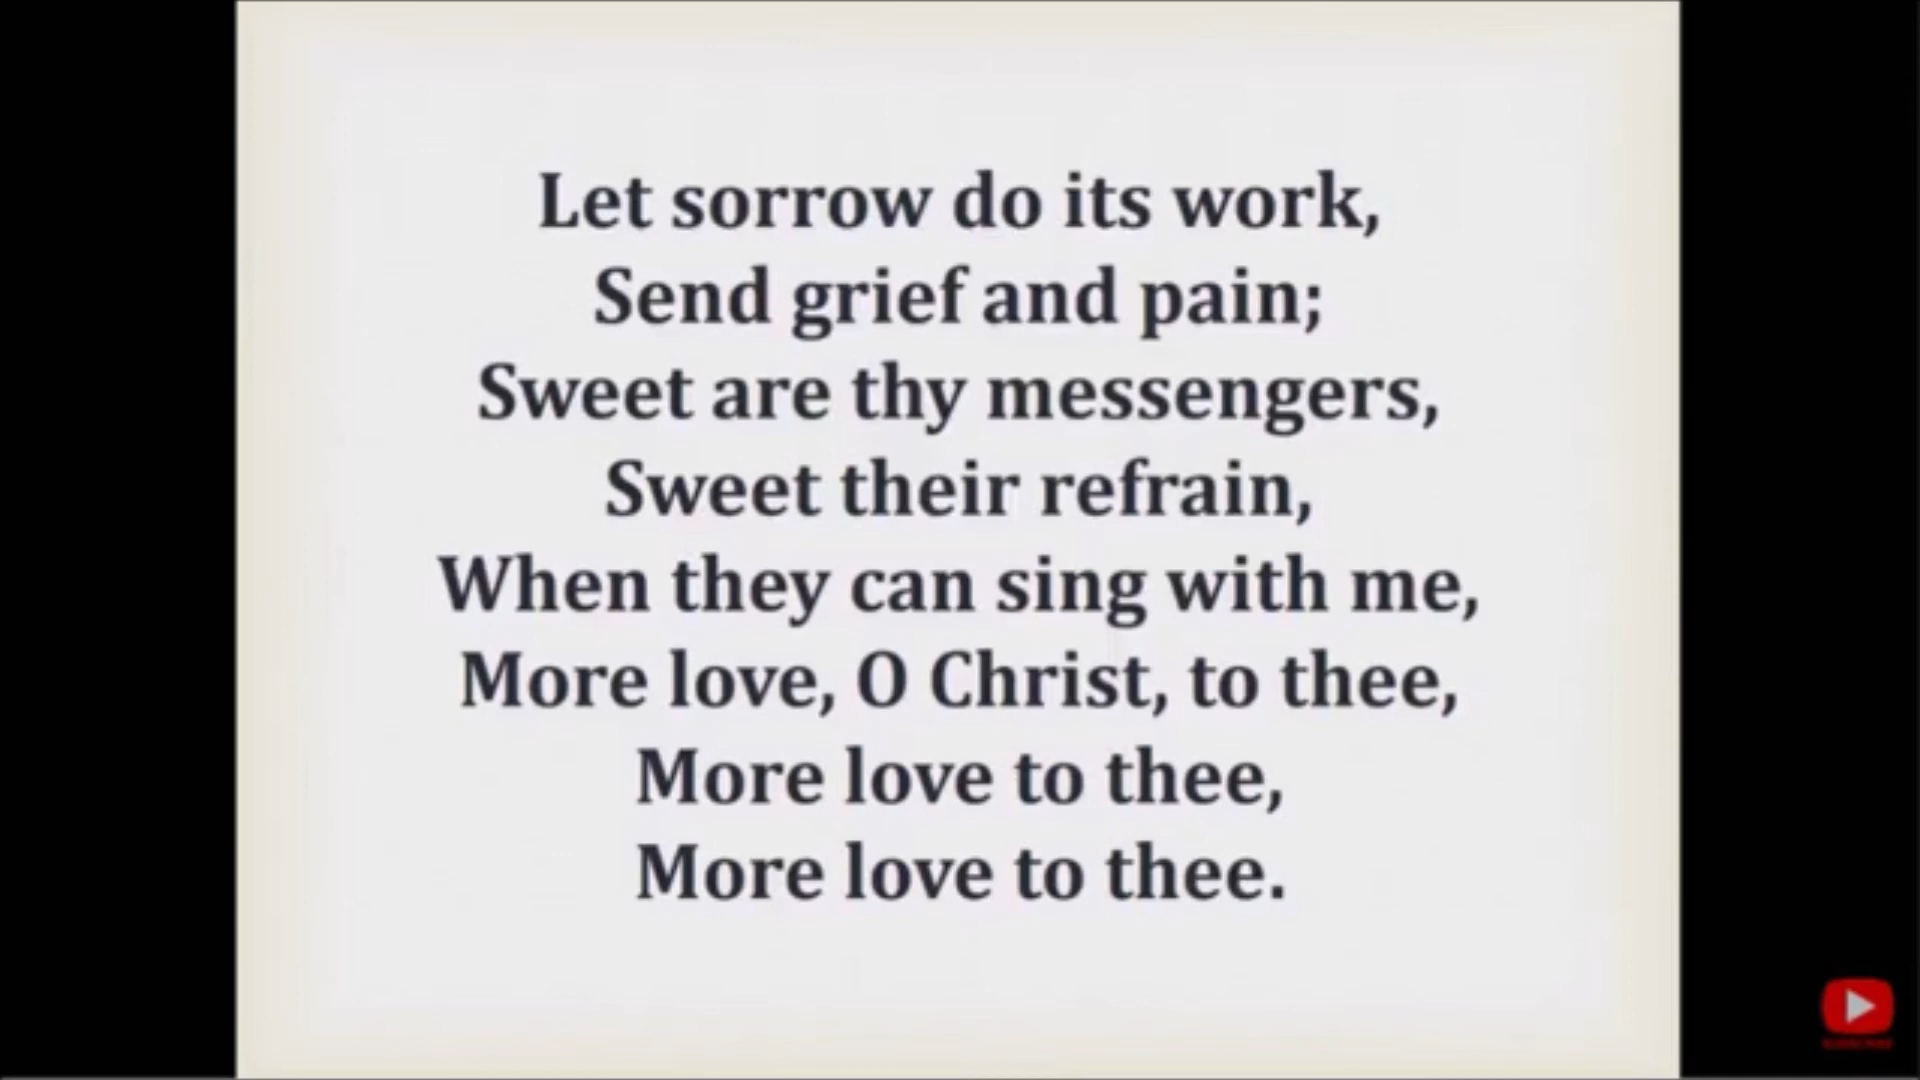 Let sorrow do its work,
Send grief and pain;
Sweet are thy messengers,
Sweet their refrain,
When they can sing with me,
More love, O Christ, to thee,
More love to thee,
More love to thee.